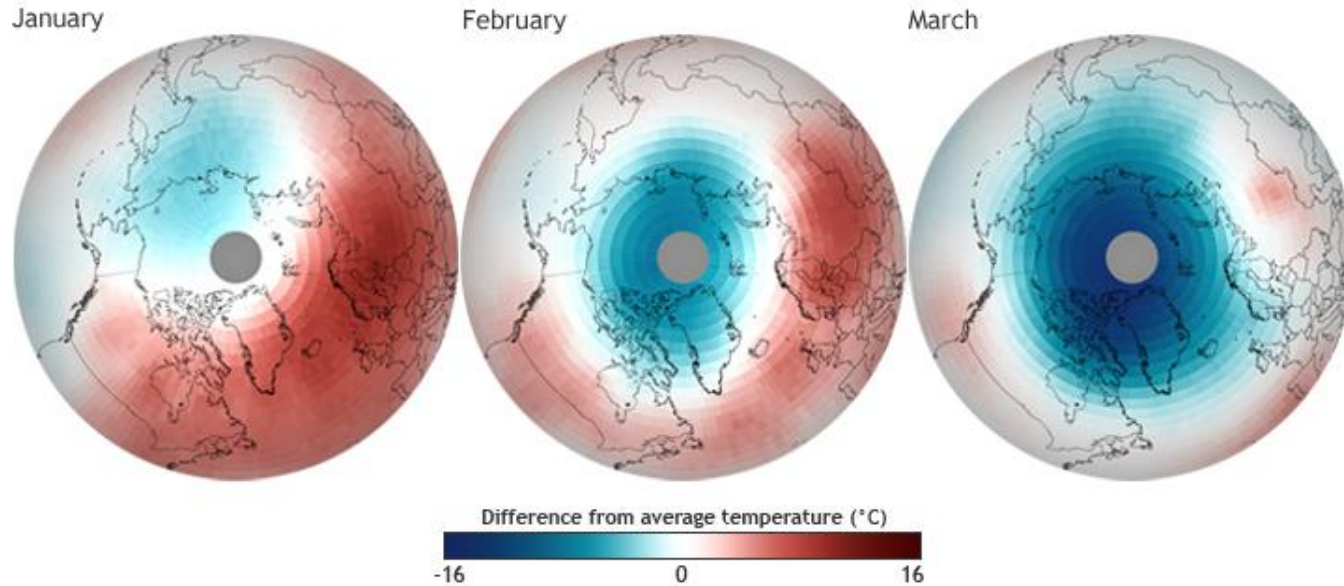 January
February
March
Difference from average temperature (°C)
-16
0
16